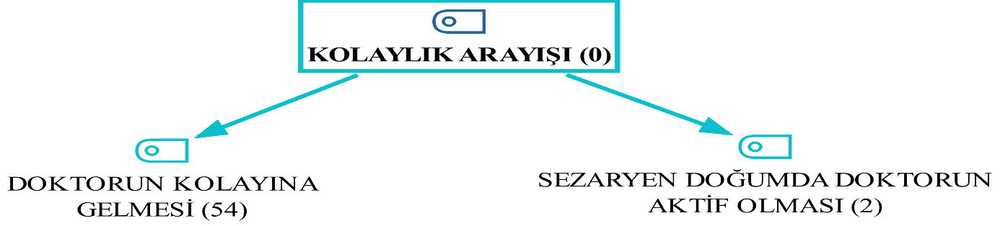 KOLAYLIK ARAYIŞI (0)
DOKTORUN KOLAYINA
GELMESİ (54)
SEZARYEN DOĞUMDA DOKTORUN
AKTİF OLMASI (2)